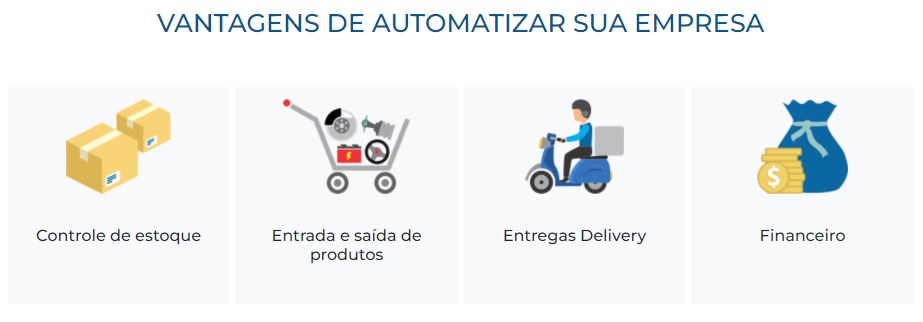 VANTAGENS DE AUTOMATIZAR SUA EMPRESA
Controle de estoque
Entrada e saída de
produtos
Entregas Delivery
$
Financeiro